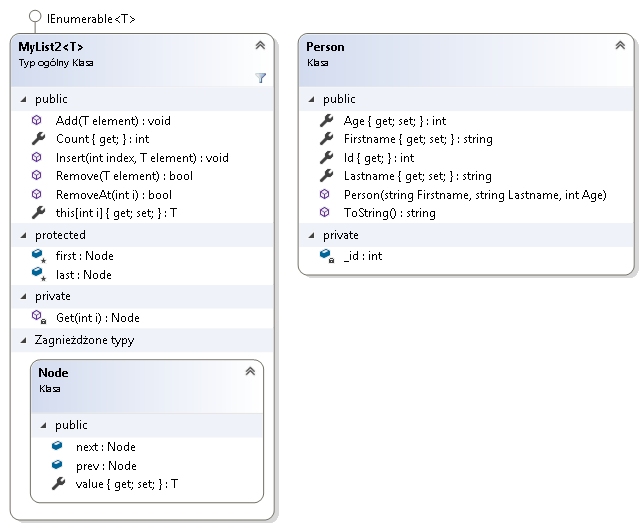 IEnumerable<T>
MyList2<T>
Typ ogólny Klasa
public
Add(T element) : void
Count { get; } : int
Insert(int index, T element) : void
Remove(T element) : bool
RemoveAt(int i) : bool
this[int i] { get; set; } : T
protected
first : Node
last : Node
private
Get(int i) : Node
Zagnieżdżone typy
Node
Klasa
public
next : Node
prev : Node
value { get; set; } : T
Person
Klasa
public
Age { get; set; } : int
Firstname { get; set; } : string
Id { get; } : int
Lastname { get; set; } : string
Person(string Firstname, string Lastname, int Age)
ToString() : string
private
_id : int